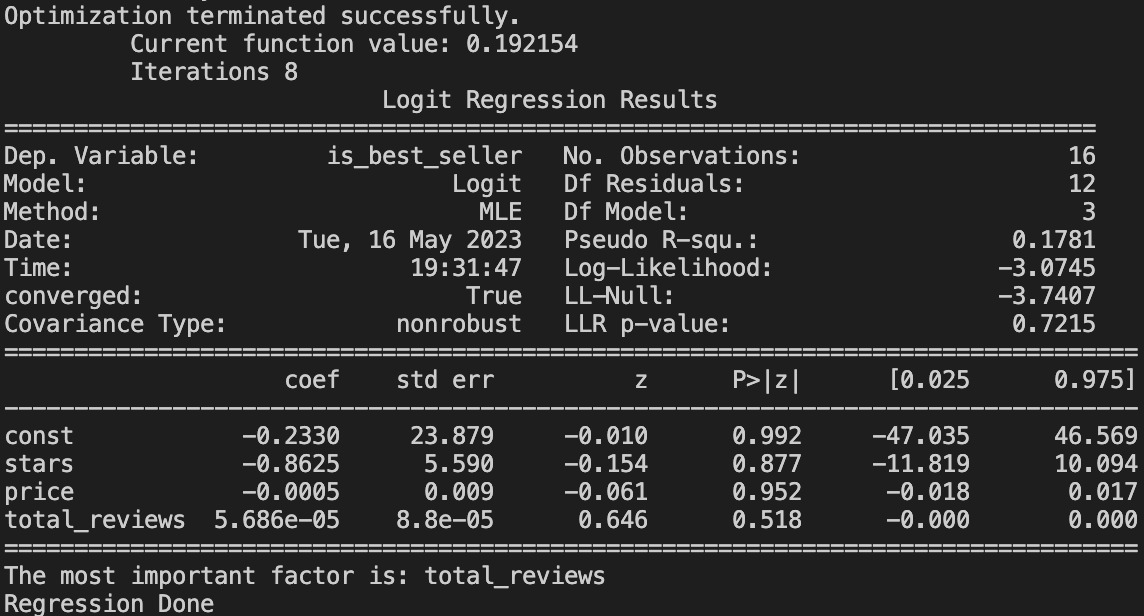 Optimization terminated successfully.
         Current function value: 0.192154
         Iterations 8
                           Logit Regression Results
==============================================================================
Dep. Variable:         is_best_seller   No. Observations:                   16
Model:                          Logit   Df Residuals:                       12
Method:                           MLE   Df Model:                            3
Date:                Tue, 16 May 2023   Pseudo R-squ.:                  0.1781
Time:                        19:31:47   Log-Likelihood:                -3.0745
converged:                       True   LL-Null:                       -3.7407
Covariance Type:            nonrobust   LLR p-value:                    0.7215
=================================================================================
                    coef    std err          z      P>|z|      [0.025      0.975]
---------------------------------------------------------------------------------
const            -0.2330     23.879     -0.010      0.992     -47.035      46.569
stars            -0.8625      5.590     -0.154      0.877     -11.819      10.094
price            -0.0005      0.009     -0.061      0.952      -0.018       0.017
total_reviews  5.686e-05    8.8e-05      0.646      0.518      -0.000       0.000
=================================================================================
The most important factor is: total_reviews
Regression Done